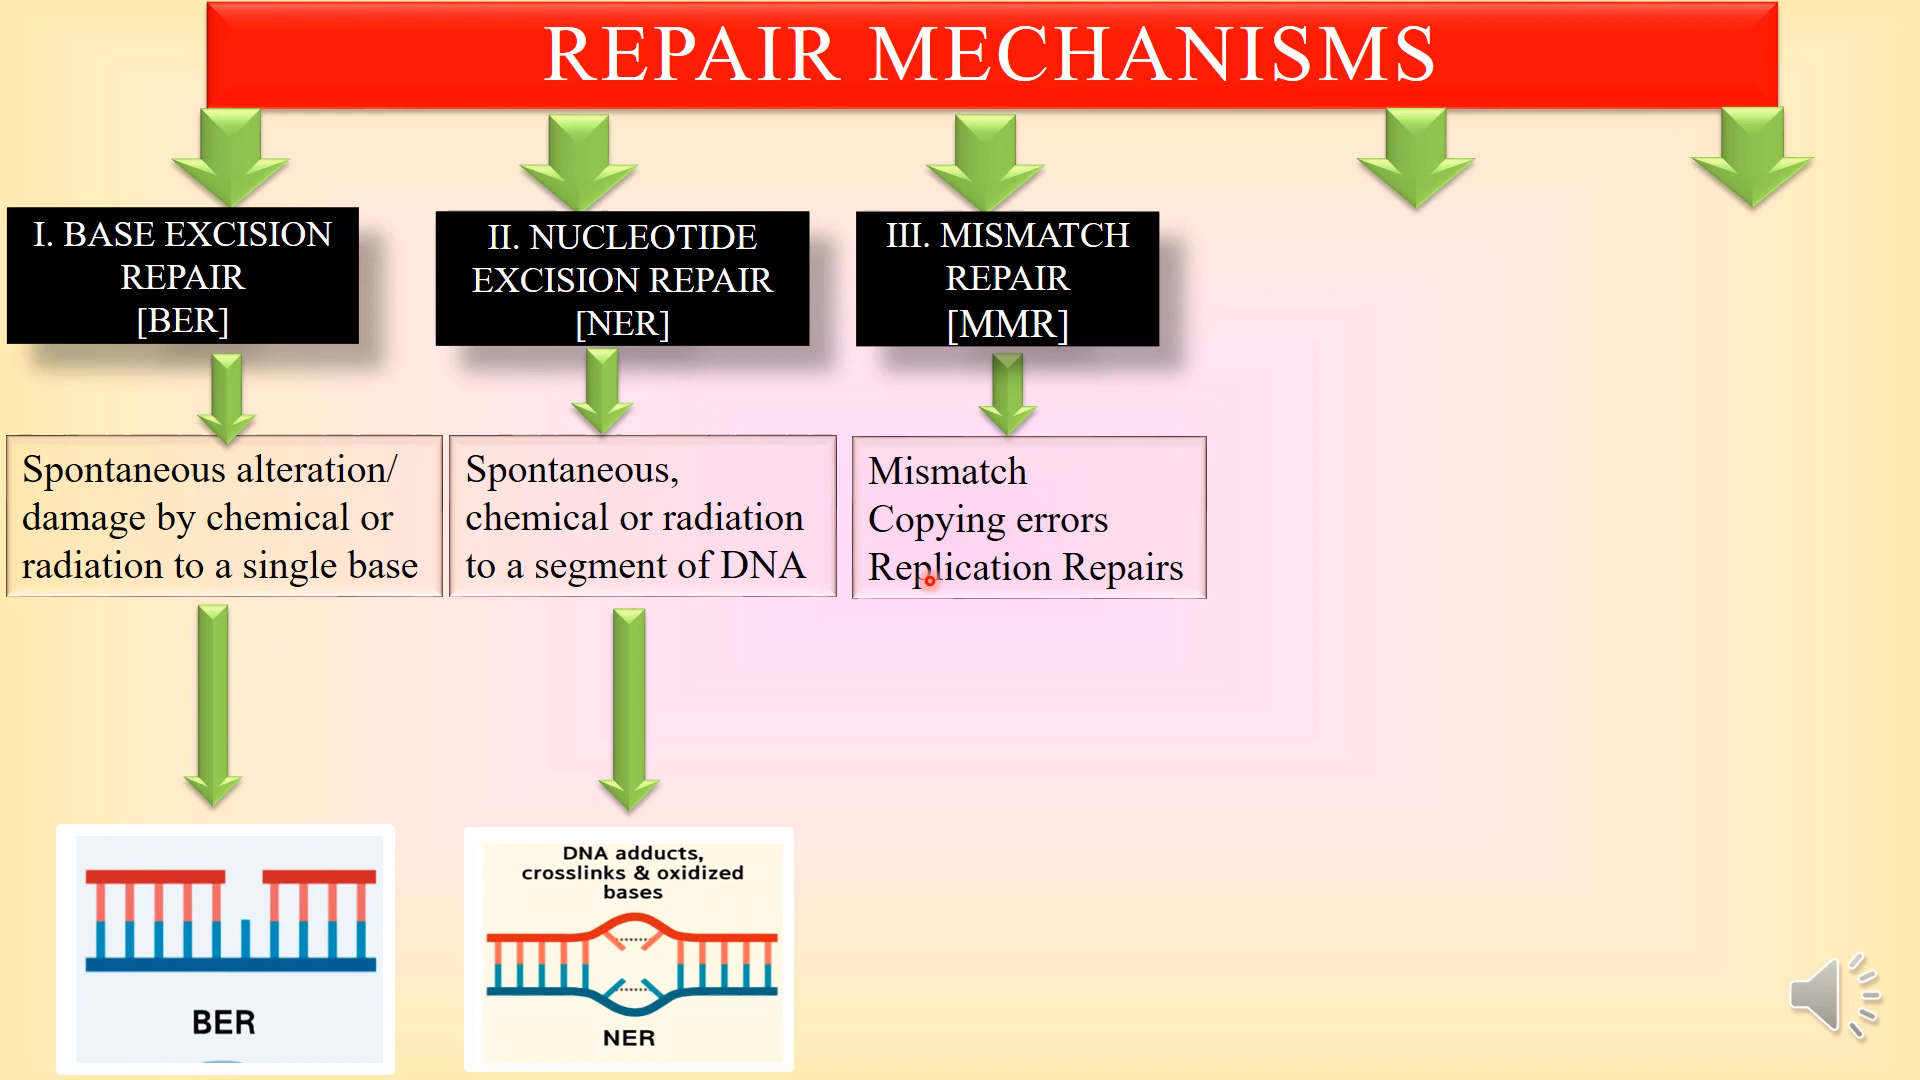 REPAIR MECHANISMS
I. BASE EXCISION
REPAIR
[BER]
II. NUCLEOTIDE
EXCISION REPAIR
[NER]
III. MISMATCH
REPAIR
[MMR]
Spontaneous alteration/
damage by chemical or
radiation to a single base
Spontaneous,
chemical or radiation
to a segment of DNA
Mismatch
Copying errors
Replication Repairs
BER
DNA adducts,
crosslinks & oxidized
bases
NER